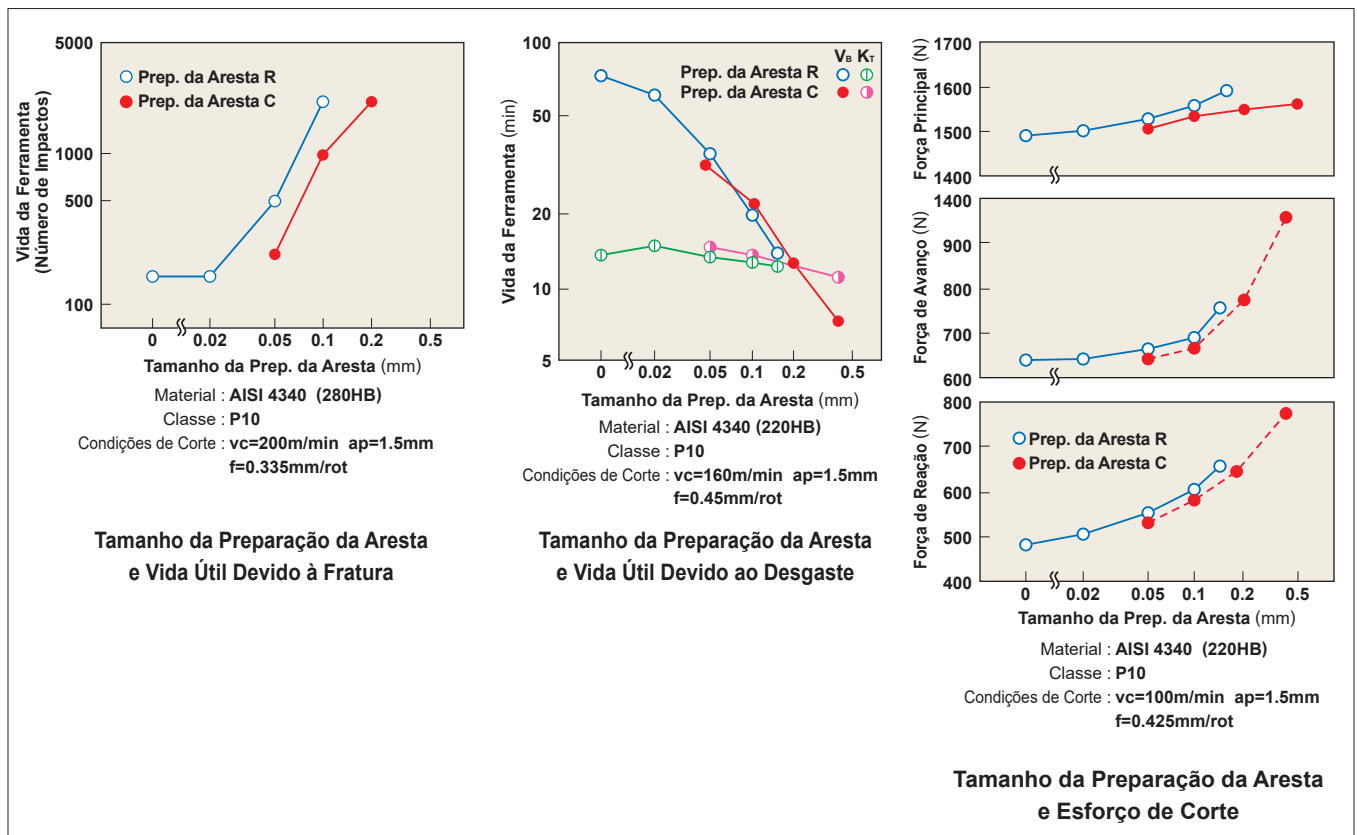 5000
1000
500
100
Vida da Ferramenta
(Número de Impactos)
Prep. da Aresta R
Prep. da Aresta C
0 0.02 0.05 0.1 0.2 0.5
Tamanho da Prep. da Aresta (mm)
Material : AISI 4340 (280HB)
Classe : P10
Condições de Corte : vc=200m/min ap=1.5mm
f=0.335mm/rot
Tamanho da Preparação da Aresta
e Vida Útil Devido à Fratura
100
50
20
10
5
Vida da Ferramenta (min)
VB KT
Prep. da Aresta R
Prep. da Aresta C
0 0.02 0.05 0.1 0.2 0.5
Tamanho da Prep. da Aresta (mm)
Material : AISI 4340 (220HB)
Classe : P10
Condições de Corte : vc=160m/min ap=1.5mm
f=0.45mm/rot
Tamanho da Preparação da Aresta
e Vida Útil Devido ao Desgaste
1700
1600
1500
1400
Força Principal (N)
1400
900
800
700
600
Força de Avanço (N)
800
700
600
500
400
Força de Reação (N)
Prep. da Aresta R
Prep. da Aresta C
0 0.02 0.05 0.1 0.2 0.5
Tamanho da Prep. da Aresta (mm)
Material : AISI 4340 (220HB)
Classe : P10
Condições de Corte : vc=100m/min ap=1.5mm
f=0.425mm/rot
Tamanho da Preparação da Aresta
e Esforço de Corte